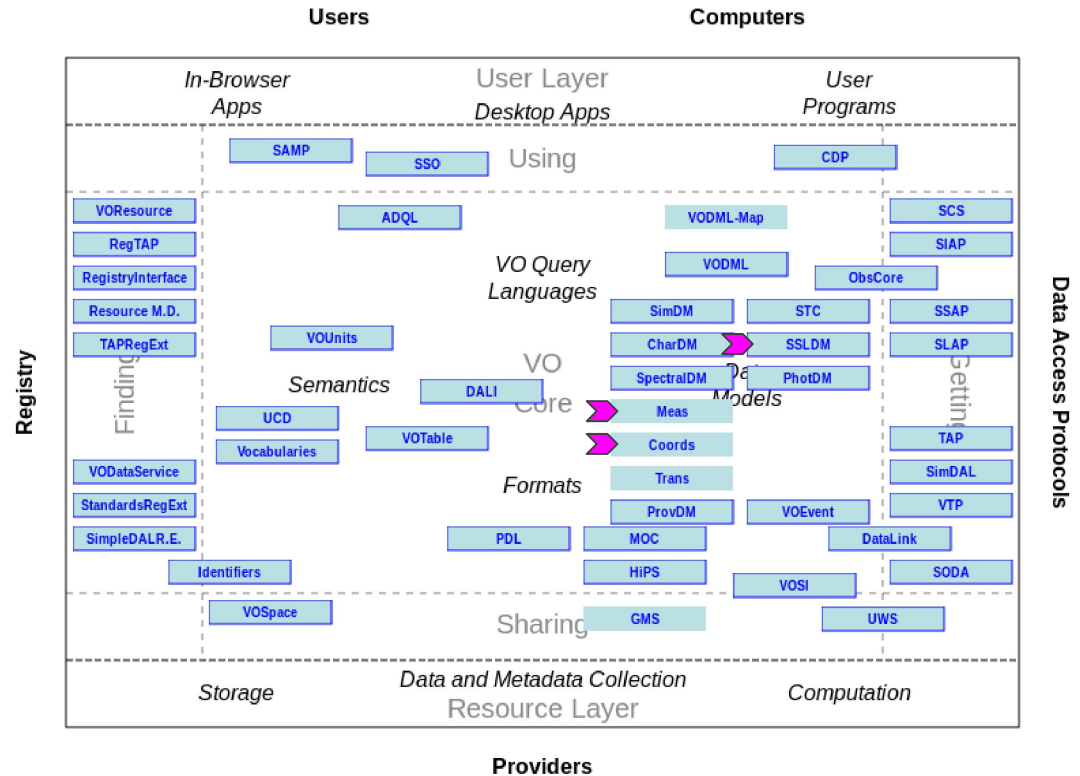 Users
Computers
In-Browser
Apps
User Layer
Desktop Apps
User
Programs
SAMP
SSO
Using
CDP
VOResource
ADQL
VODML-Map
SCS
RegTAP
SIAP
VO Query
Languages
VODML
RegistryInterface
ObsCore
Resource M.D.
SimDM
STC
SSAP
VOUnits
TAPRegExt
CharDM
SSLDM
SLAP
VO
Core
Semantics
DALI
SpectralDM
PhotDM
Models
Finding
Getting
Registry
Data Access Protocols
UCD
Meas
VOTable
Vocabularies
Coords
TAP
VODataService
Formats
Trans
SimDAL
StandardsRegExt
ProvDM
VOEvent
VTP
SimpleDALR.E.
PDL
MOC
DataLink
Identifiers
HiPS
VOSI
SODA
VOSpace
Sharing
GMS
UWS
Storage
Data and Metadata Collection
Resource Layer
Computation
Providers